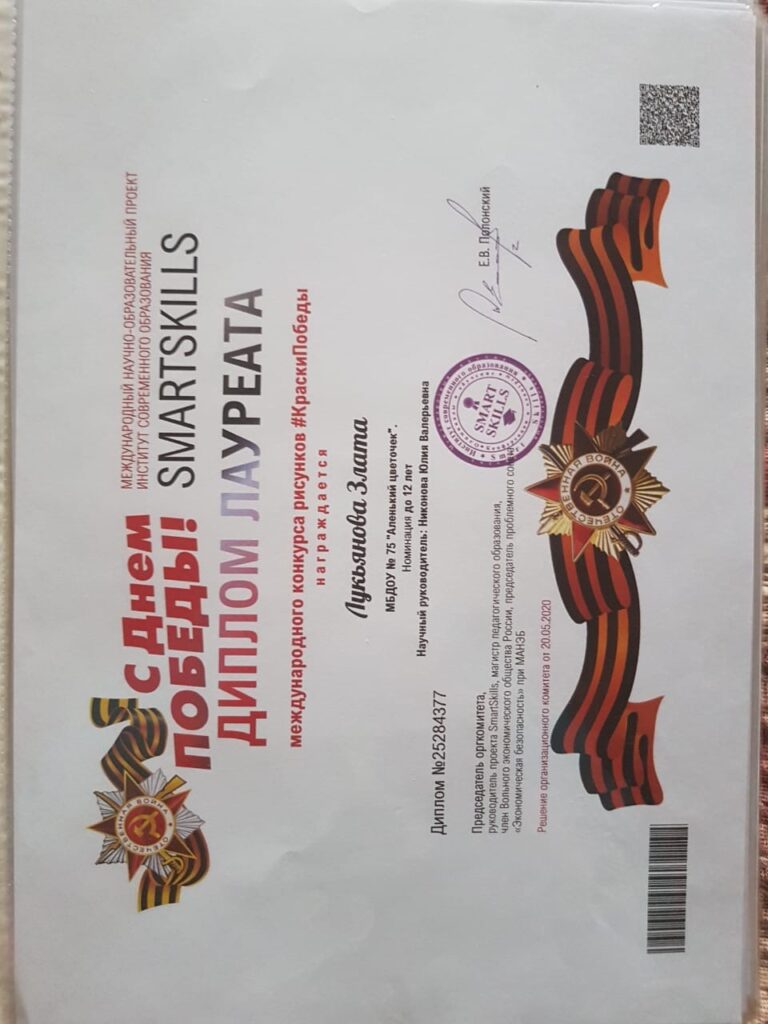 С Днем
ПОБЕДЫ!
МЕЖДУНАРОДНЫЙ НАУЧНО-ОБРАЗОВАТЕЛЬНЫЙ ПРОЕКТ
ИНСТИТУТ СОВРЕМЕННОГО ОБРАЗОВАНИЯ
SMARTSKILLS
ДИПЛОМ ЛАУРЕАТА
международного конкурса рисунков #КраскиПобеды
награждается
Лукьянова Злата
МБДОУ № 75 "Аленький цветочек".
Номинация до 12 лет
Научный руководитель: Никонова Юлия Валерьевна
Диплом №25284377
Председатель оргкомитета,
руководитель проекта SmartSkills, магистр педагогического образования,
член Вольного экономического общества России, председатель проблемного совета
«Экономическая безопасность» при МАНЭБ
Е.В. Полонский
SMART
SKILLS
Решение организационного комитета от 20.05.2020
ОТЕЧЕСТВЕННАЯ ВОЙНА
ОТЕЧЕСТВЕННАЯ ВОЙНА